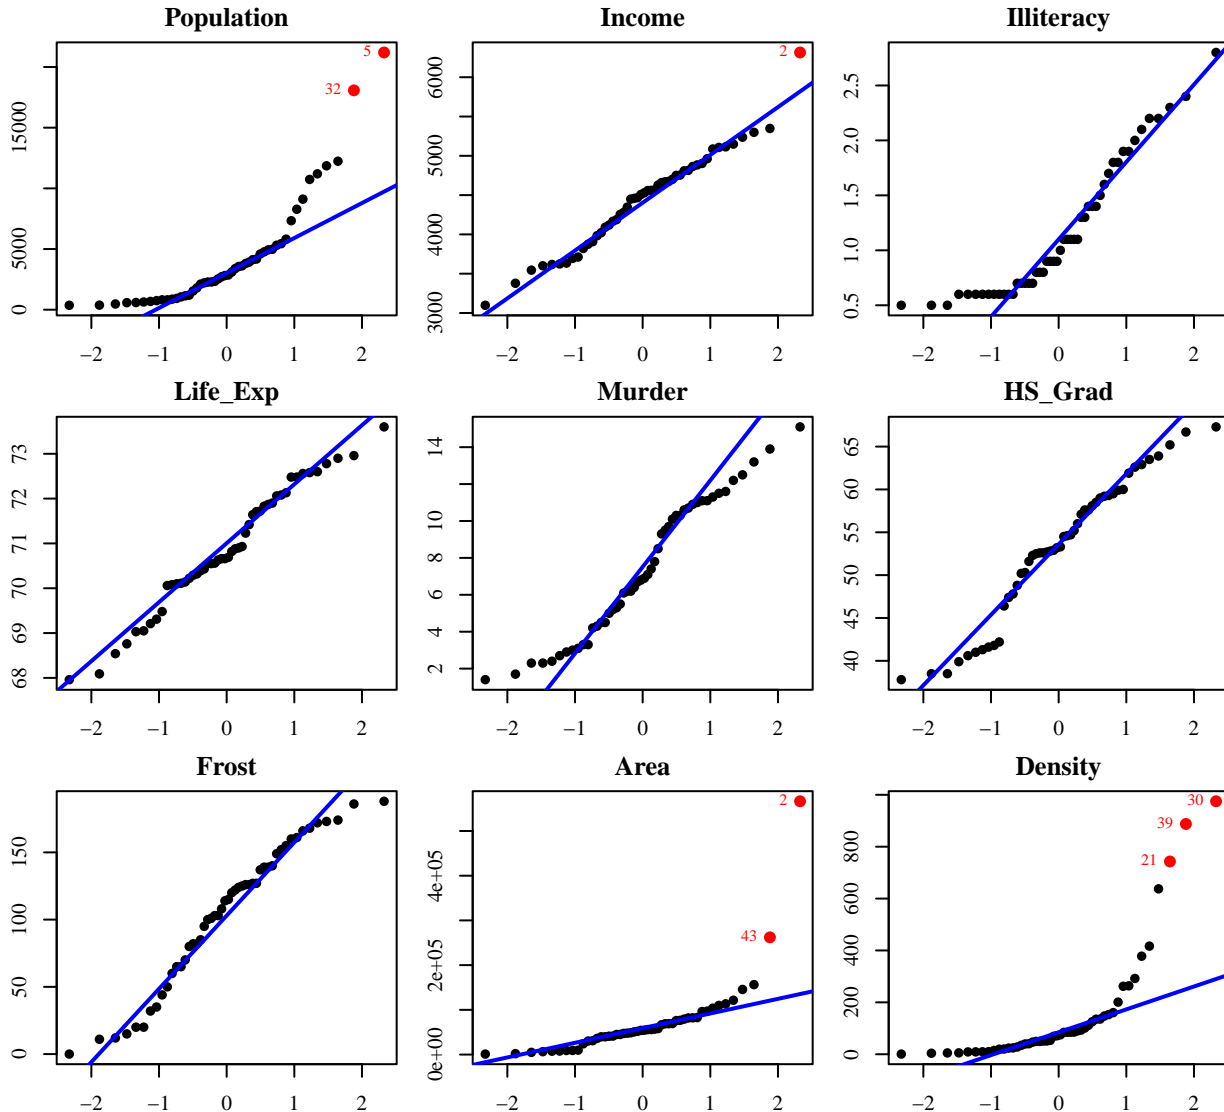 Population
5
32
0
5000
15000
−2 −1 0 1 2
Income
2
3000
4000
5000
6000
−2 −1 0 1 2
Illiteracy
0.5
1.0
1.5
2.0
2.5
−2 −1 0 1 2
Life_Exp
68
69
70
71
72
73
−2 −1 0 1 2
Murder
2
4
6
8
10
14
−2 −1 0 1 2
HS_Grad
40
45
50
55
60
65
−2 −1 0 1 2
Frost
0
50
100
150
−2 −1 0 1 2
Area
2
43
0e+00
2e+05
4e+05
−2 −1 0 1 2
Density
30
39
21
0
200
400
600
800
−2 −1 0 1 2